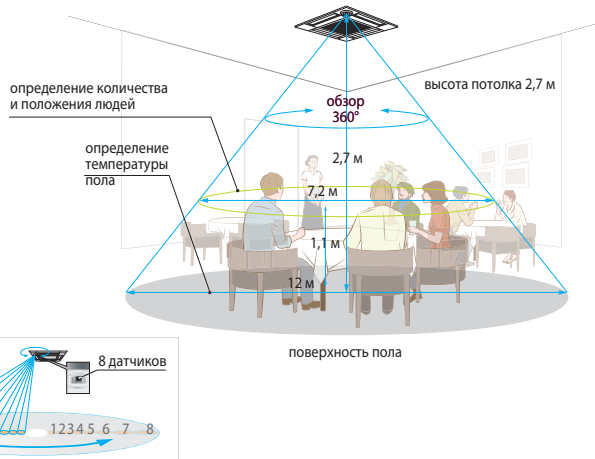 высота потолка 2,7 м
определение количества
и положения людей
обзор
360°
определение
температуры
пола
2,7 м
7,2 м
1,1 м
12 м
поверхность пола
8 датчиков
1 2 3 4 5 6 7 8